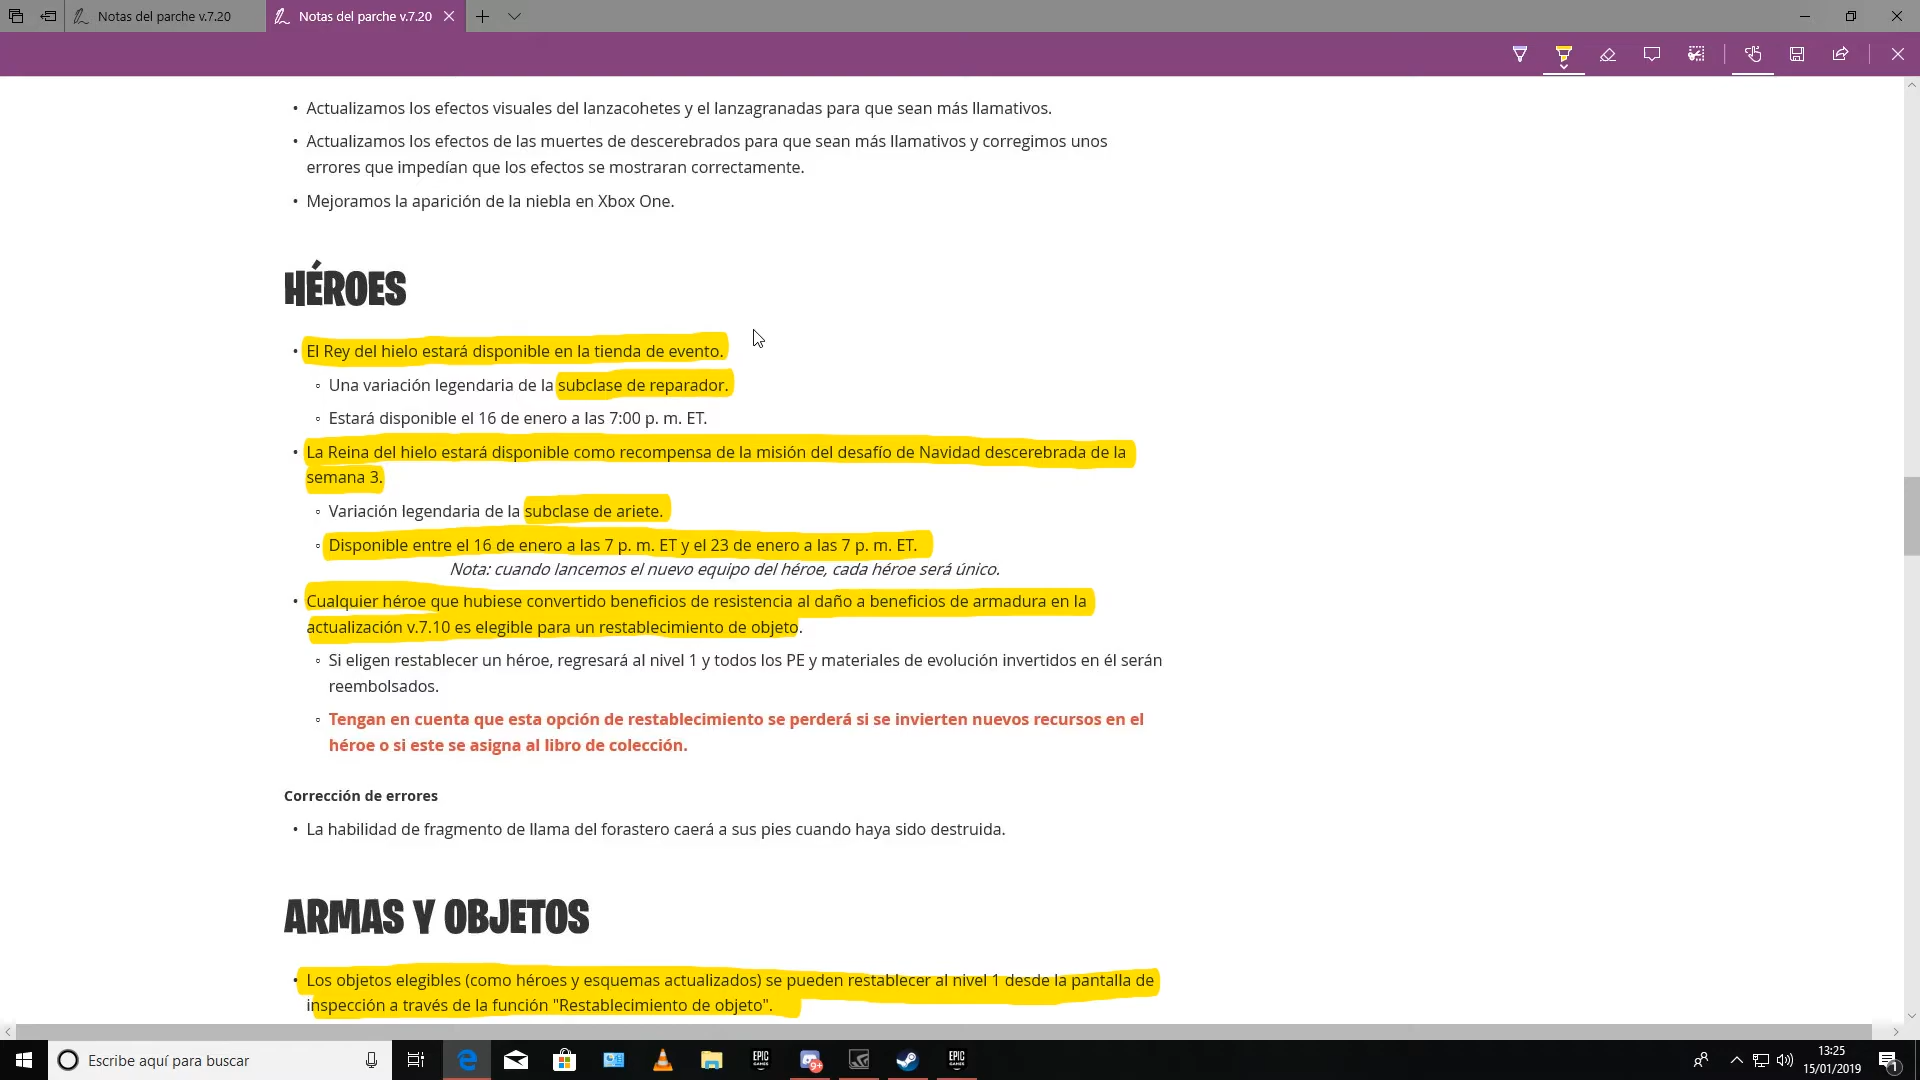 Notas del parche v.7.20
Notas del parche v.7.20
• Actualizamos los efectos visuales del lanzacohetes y el lanzagranadas para que sean más llamativos.
• Actualizamos los efectos de las muertes de descerebrados para que sean más llamativos y corregimos unos
errores que impedían que los efectos se mostraran correctamente.
• Mejoramos la aparición de la niebla en Xbox One.
HÉROES
• El Rey del hielo estará disponible en la tienda de evento.
◦ Una variación legendaria de la subclase de reparador.
◦ Estará disponible el 16 de enero a las 7:00 p. m. ET.
• La Reina del hielo estará disponible como recompensa de la misión del desafío de Navidad descerebrada de la
semana 3.
◦ Variación legendaria de la subclase de ariete.
◦ Disponible entre el 16 de enero a las 7 p. m. ET y el 23 de enero a las 7 p. m. ET.
Nota: cuando lancemos el nuevo equipo del héroe, cada héroe será único.
• Cualquier héroe que hubiese convertido beneficios de resistencia al daño a beneficios de armadura en la
actualización v.7.10 es elegible para un restablecimiento de objeto.
◦ Si eligen restablecer un héroe, regresará al nivel 1 y todos los PE y materiales de evolución invertidos en él serán
reembolsados.
◦ Tengan en cuenta que esta opción de restablecimiento se perderá si se invierten nuevos recursos en el
héroe o si este se asigna al libro de colección.
Corrección de errores
• La habilidad de fragmento de llama del forastero caerá a sus pies cuando haya sido destruida.
ARMAS Y OBJETOS
• Los objetos elegibles (como héroes y esquemas actualizados) se pueden restablecer al nivel 1 desde la pantalla de
inspección a través de la función "Restablecimiento de objeto".
Escribe aquí para buscar
EPIC GAMES
9+
EPIC GAMES
13:25
15/01/2019
1